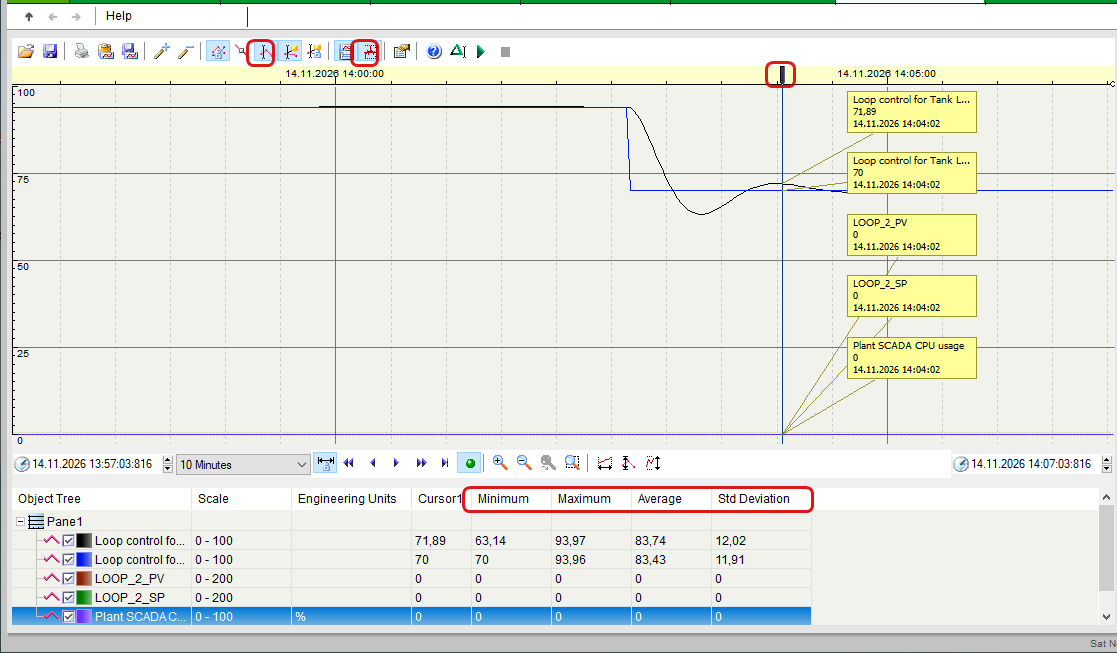 Help
14.11.2026 14:00:00
14.11.2026 14:05:00
100
75
50
25
0
Loop control for Tank L...
71,89
14.11.2026 14:04:02
Loop control for Tank L...
70
14.11.2026 14:04:02
LOOP_2_PV
0
14.11.2026 14:04:02
LOOP_2_SP
0
14.11.2026 14:04:02
Plant SCADA CPU usage
0
14.11.2026 14:04:02
14.11.2026 13:57:03:816
10 Minutes
14.11.2026 14:07:03:816
Object Tree Scale Engineering Units Cursor1 Minimum Maximum Average Std Deviation
Pane1
Loop control fo... 0 - 100 71,89 63,14 93,97 83,74 12,02
Loop control fo... 0 - 100 70 70 93,96 83,43 11,91
LOOP_2_PV 0 - 200 0 0 0 0 0
LOOP_2_SP 0 - 200 0 0 0 0 0
Plant SCADA C... 0 - 100 % 0 0 0 0 0
Sat N